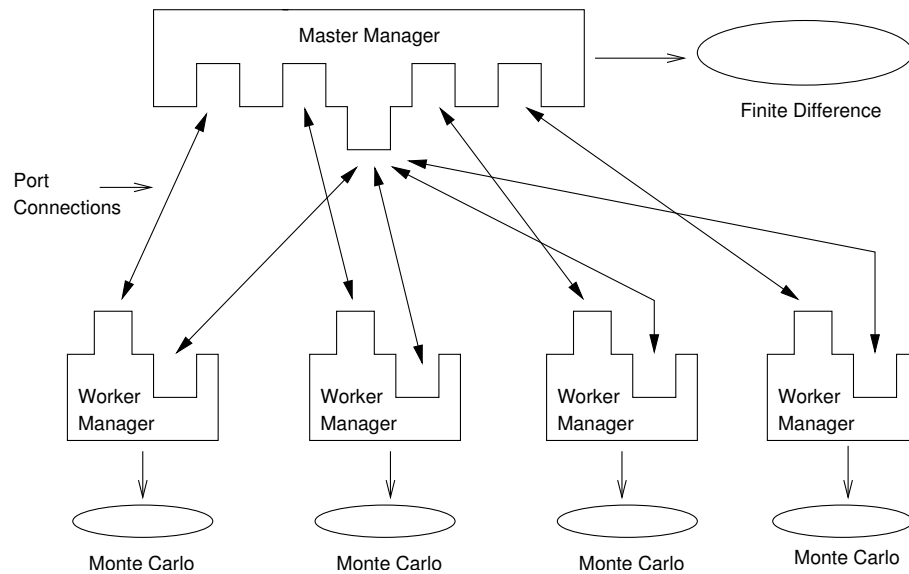 Master Manager
Finite Difference
Port
Connections
Worker
Manager
Worker
Manager
Worker
Manager
Worker
Manager
Monte Carlo
Monte Carlo
Monte Carlo
Monte Carlo